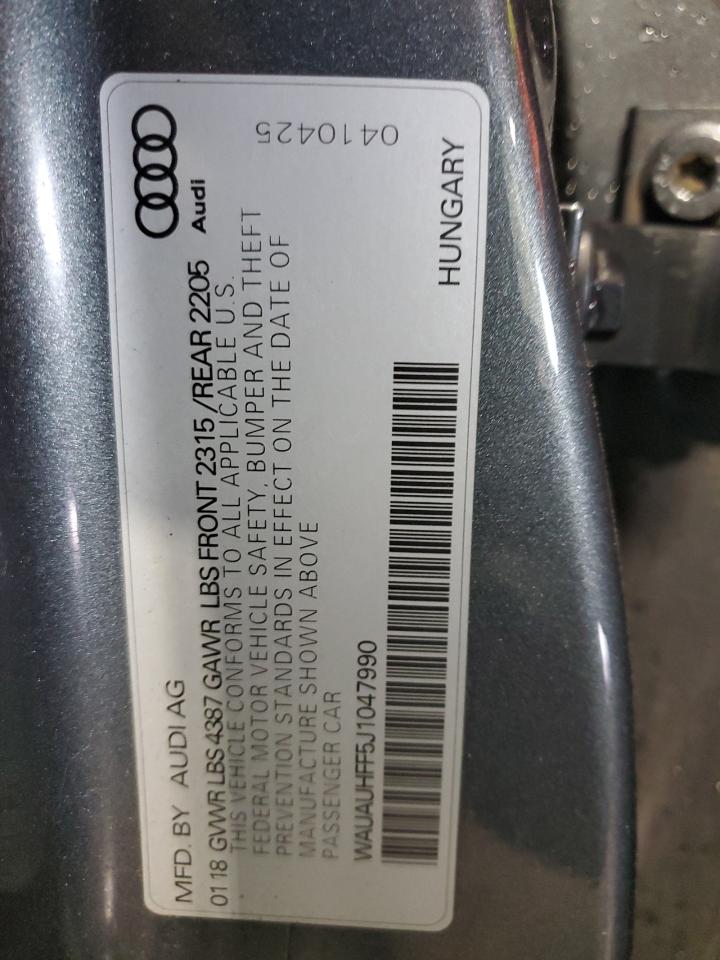 MFD. BY AUDI AG
Audi
01 18 GVWR LBS 4387 GAWR LBS FRONT 2315 /REAR 2205
THIS VEHICLE CONFORMS TO ALL APPLICABLE U.S.
FEDERAL MOTOR VEHICLE SAFETY, BUMPER AND THEFT
PREVENTION STANDARDS IN EFFECT ON THE DATE OF
MANUFACTURE SHOWN ABOVE
PASSENGER CAR
0410425
WAUAUHFF5J1047990
HUNGARY